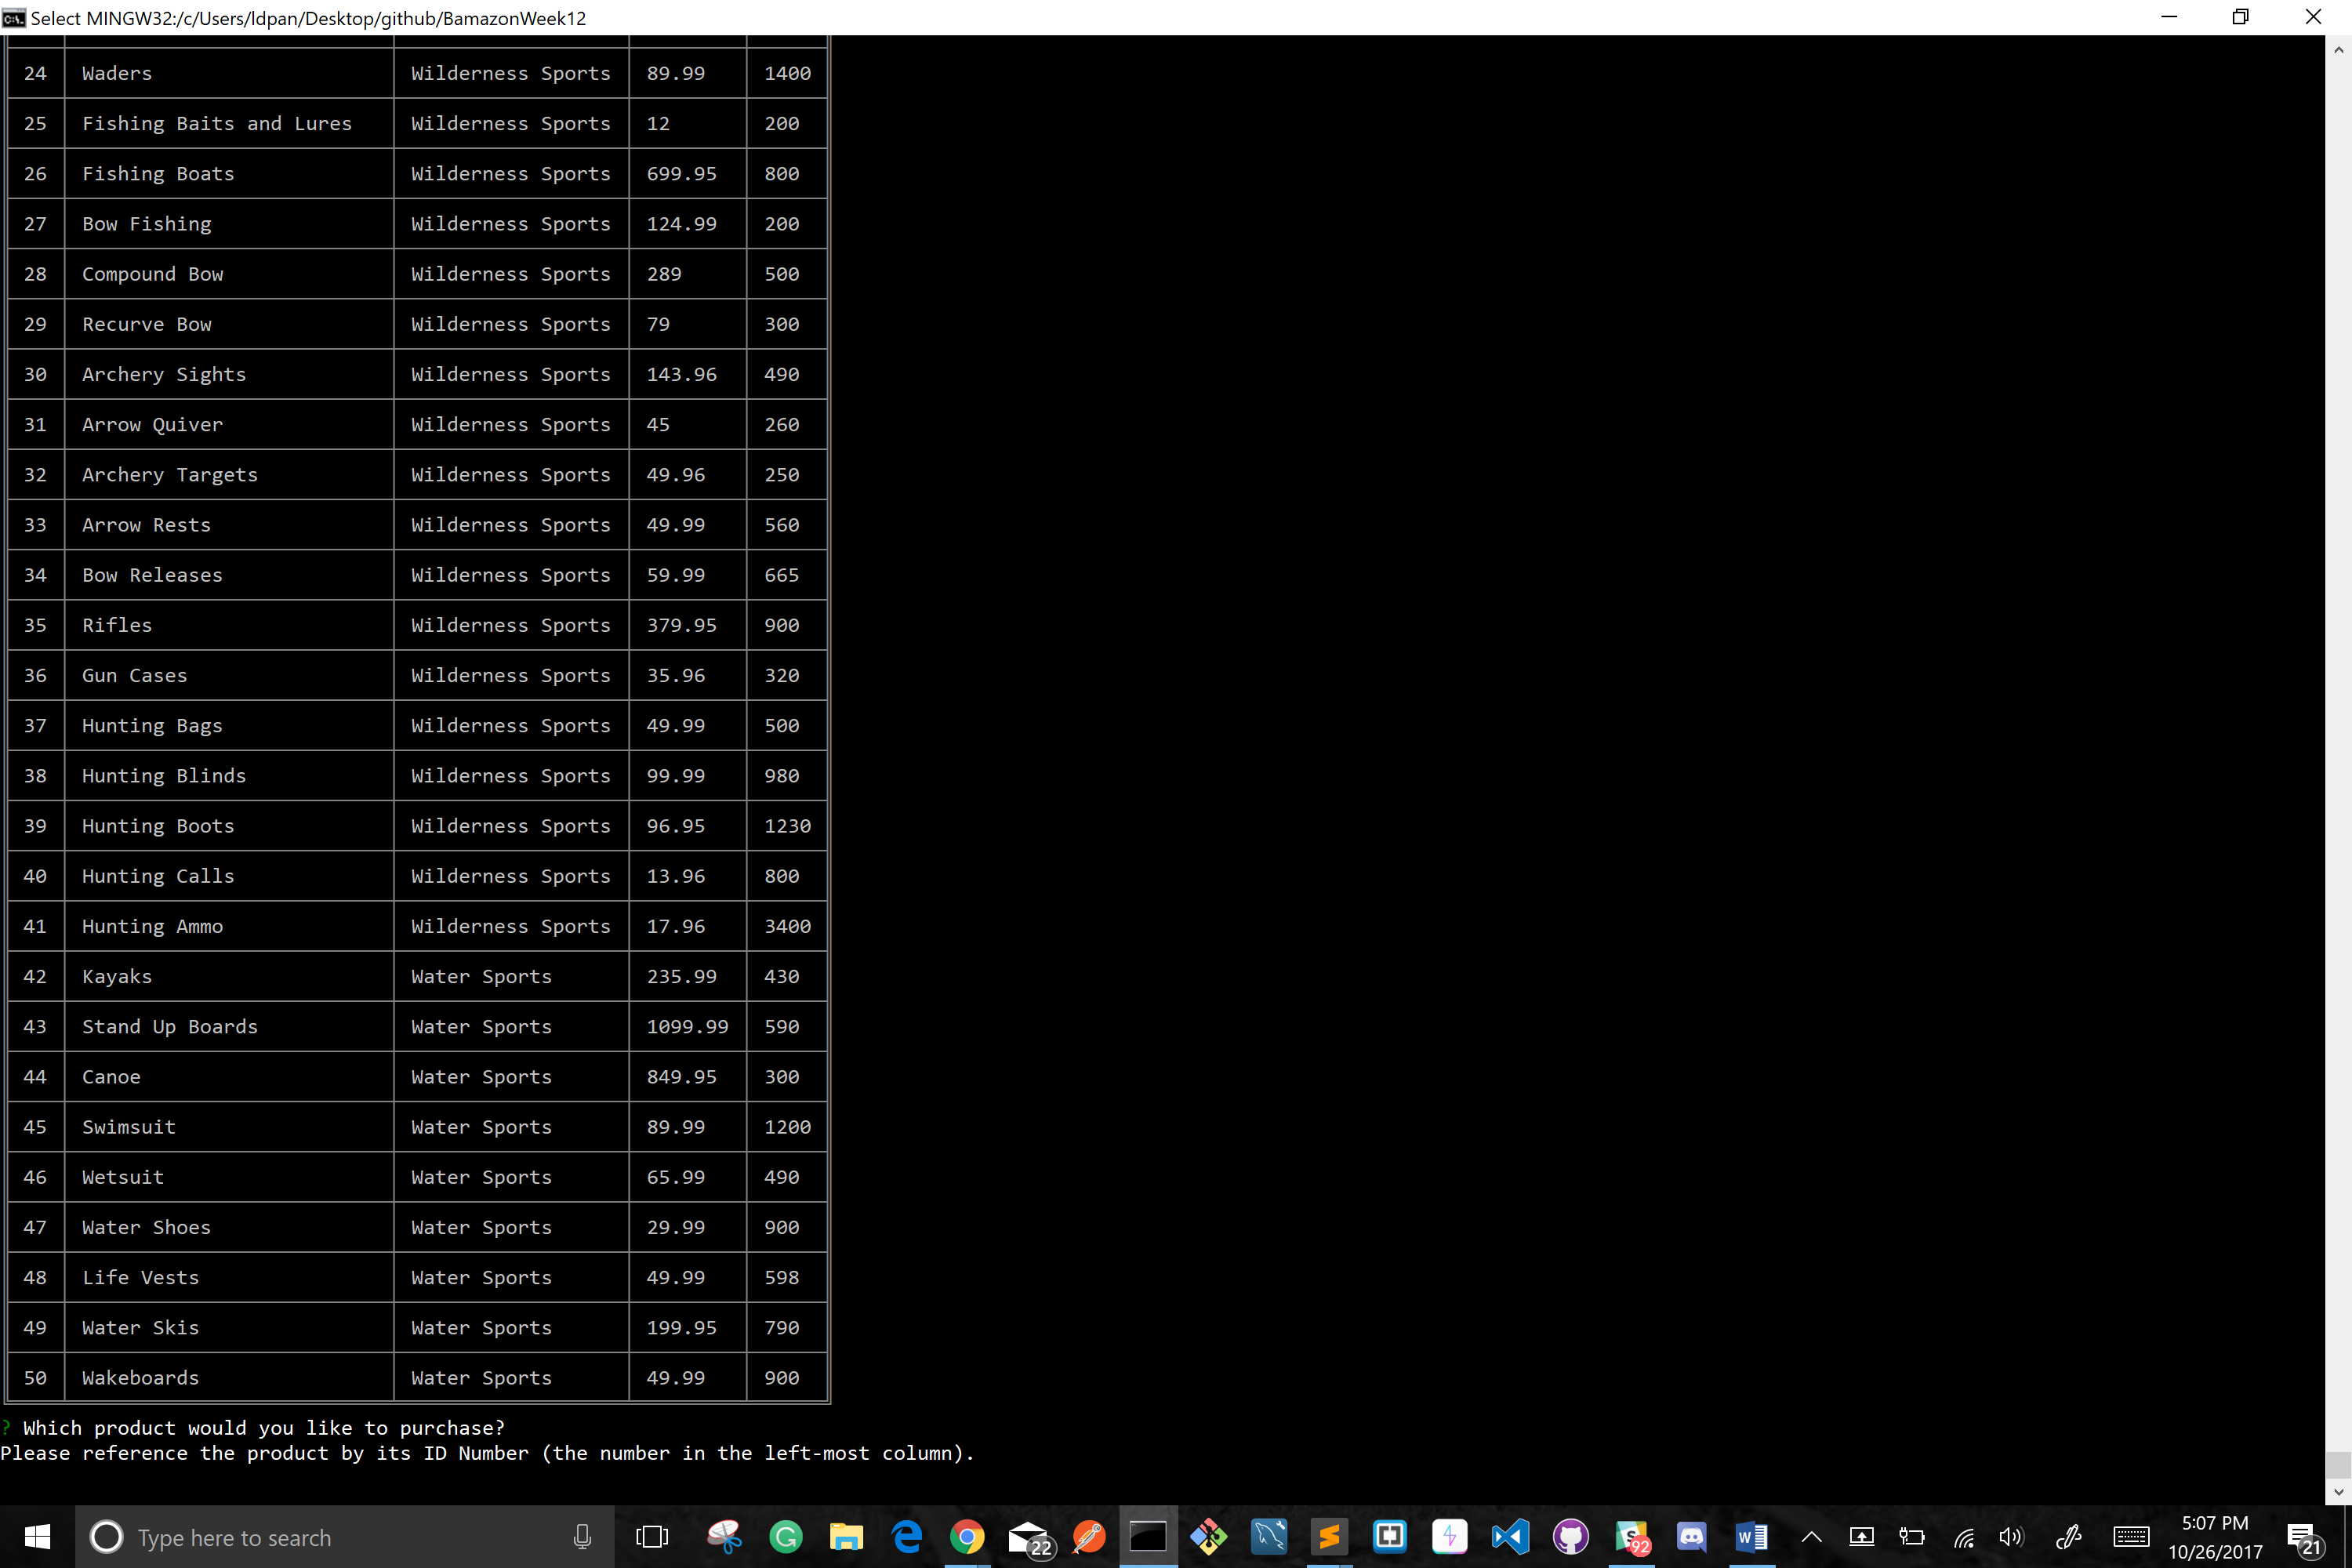 Select MINGW32:/c/Users/ldpan/Desktop/github/BamazonWeek12
24 Waders Wilderness Sports 89.99 1400
25 Fishing Baits and Lures Wilderness Sports 12 200
26 Fishing Boats Wilderness Sports 699.95 800
27 Bow Fishing Wilderness Sports 124.99 200
28 Compound Bow Wilderness Sports 289 500
29 Recurve Bow Wilderness Sports 79 300
30 Archery Sights Wilderness Sports 143.96 490
31 Arrow Quiver Wilderness Sports 45 260
32 Archery Targets Wilderness Sports 49.96 250
33 Arrow Rests Wilderness Sports 49.99 560
34 Bow Releases Wilderness Sports 59.99 665
35 Rifles Wilderness Sports 379.95 900
36 Gun Cases Wilderness Sports 35.96 320
37 Hunting Bags Wilderness Sports 49.99 500
38 Hunting Blinds Wilderness Sports 99.99 980
39 Hunting Boots Wilderness Sports 96.95 1230
40 Hunting Calls Wilderness Sports 13.96 800
41 Hunting Ammo Wilderness Sports 17.96 3400
42 Kayaks Water Sports 235.99 430
43 Stand Up Boards Water Sports 1099.99 590
44 Canoe Water Sports 849.95 300
45 Swimsuit Water Sports 89.99 1200
46 Wetsuit Water Sports 65.99 490
47 Water Shoes Water Sports 29.99 900
48 Life Vests Water Sports 49.99 598
49 Water Skis Water Sports 199.95 790
50 Wakeboards Water Sports 49.99 900
? Which product would you like to purchase?
Please reference the product by its ID Number (the number in the left-most column).
Type here to search
22
92
5:07 PM
10/26/2017
21